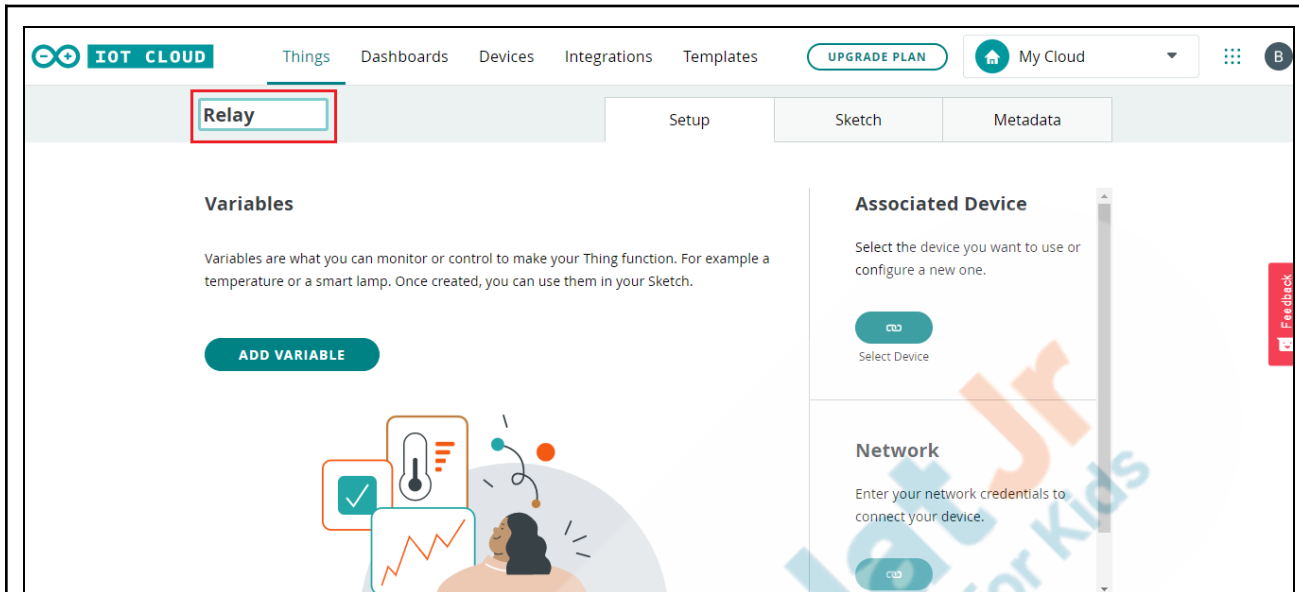 IOT CLOUD Things Dashboards Devices Integrations Templates UPGRADE PLAN My Cloud B
Relay Setup Sketch Metadata
Variables
Variables are what you can monitor or control to make your Thing function. For example a
temperature or a smart lamp. Once created, you can use them in your Sketch.
ADD VARIABLE
Associated Device
Select the device you want to use or
configure a new one.
Select Device
Network
Enter your network credentials to
connect your device.
Feedback
Jr
for Kids